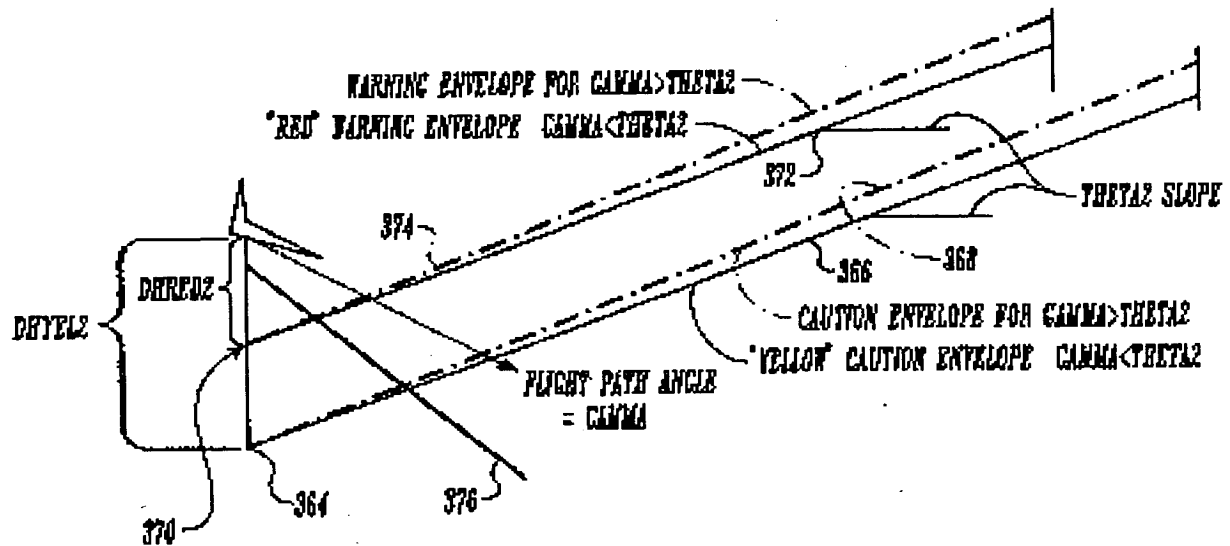 WARNING ENVELOPE FOR GAMMA>THETA2
"RED" WARNING ENVELOPE GAMMA<THETA2
372
THETA2 SLOPE
374
368
366
DHRED2
DHYEL2
CAUTION ENVELOPE FOR GAMMA>THETA2
"YELLOW" CAUTION ENVELOPE GAMMA<THETA2
FLIGHT PATH ANGLE
= GAMMA
364
376
370